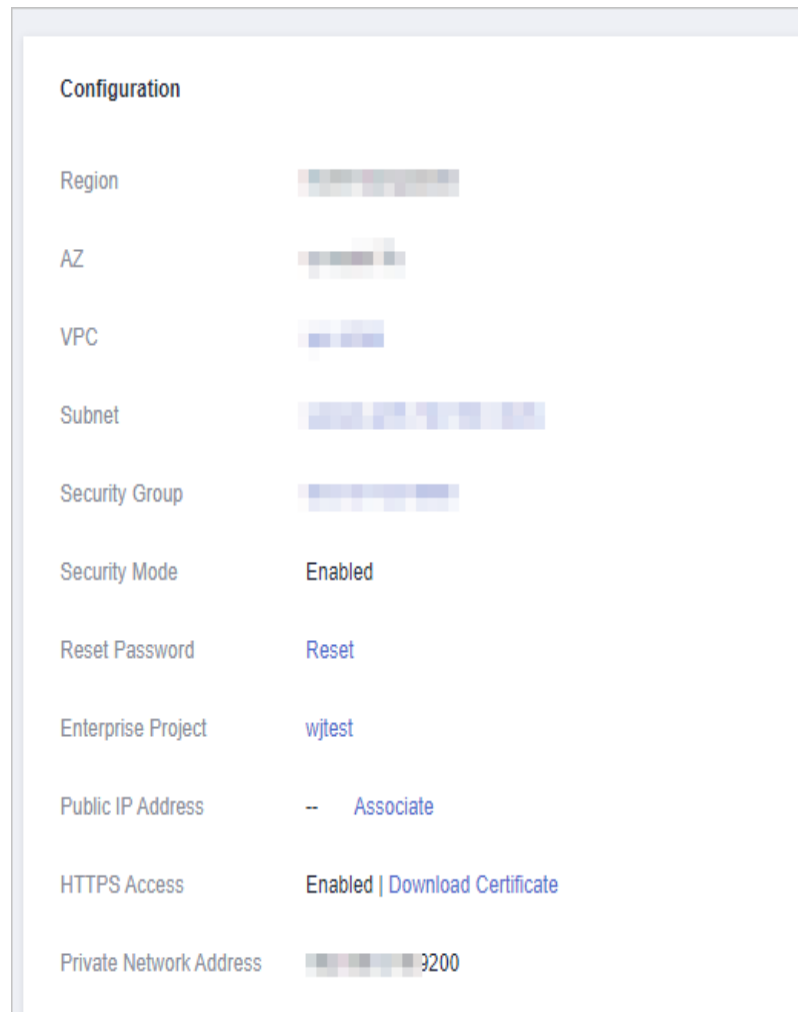 Configuration
Region
AZ
VPC
Subnet
Security Group
Security Mode Enabled
Reset Password Reset
Enterprise Project wjtest
Public IP Address -- Associate
HTTPS Access Enabled | Download Certificate
Private Network Address 9200